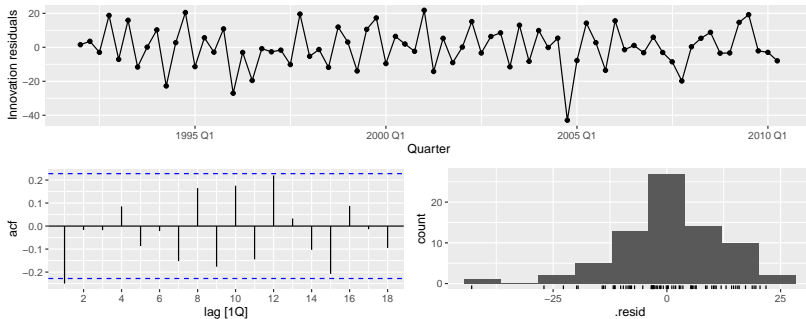 Innovation residuals
20
0
−20
−40
1995 Q1
2000 Q1
2005 Q1
2010 Q1
Quarter
acf
0.2
0.1
0.0
−0.1
−0.2
2
4
6
8
10
12
14
16
18
lag [1Q]
count
20
10
0
−25
0
25
.resid